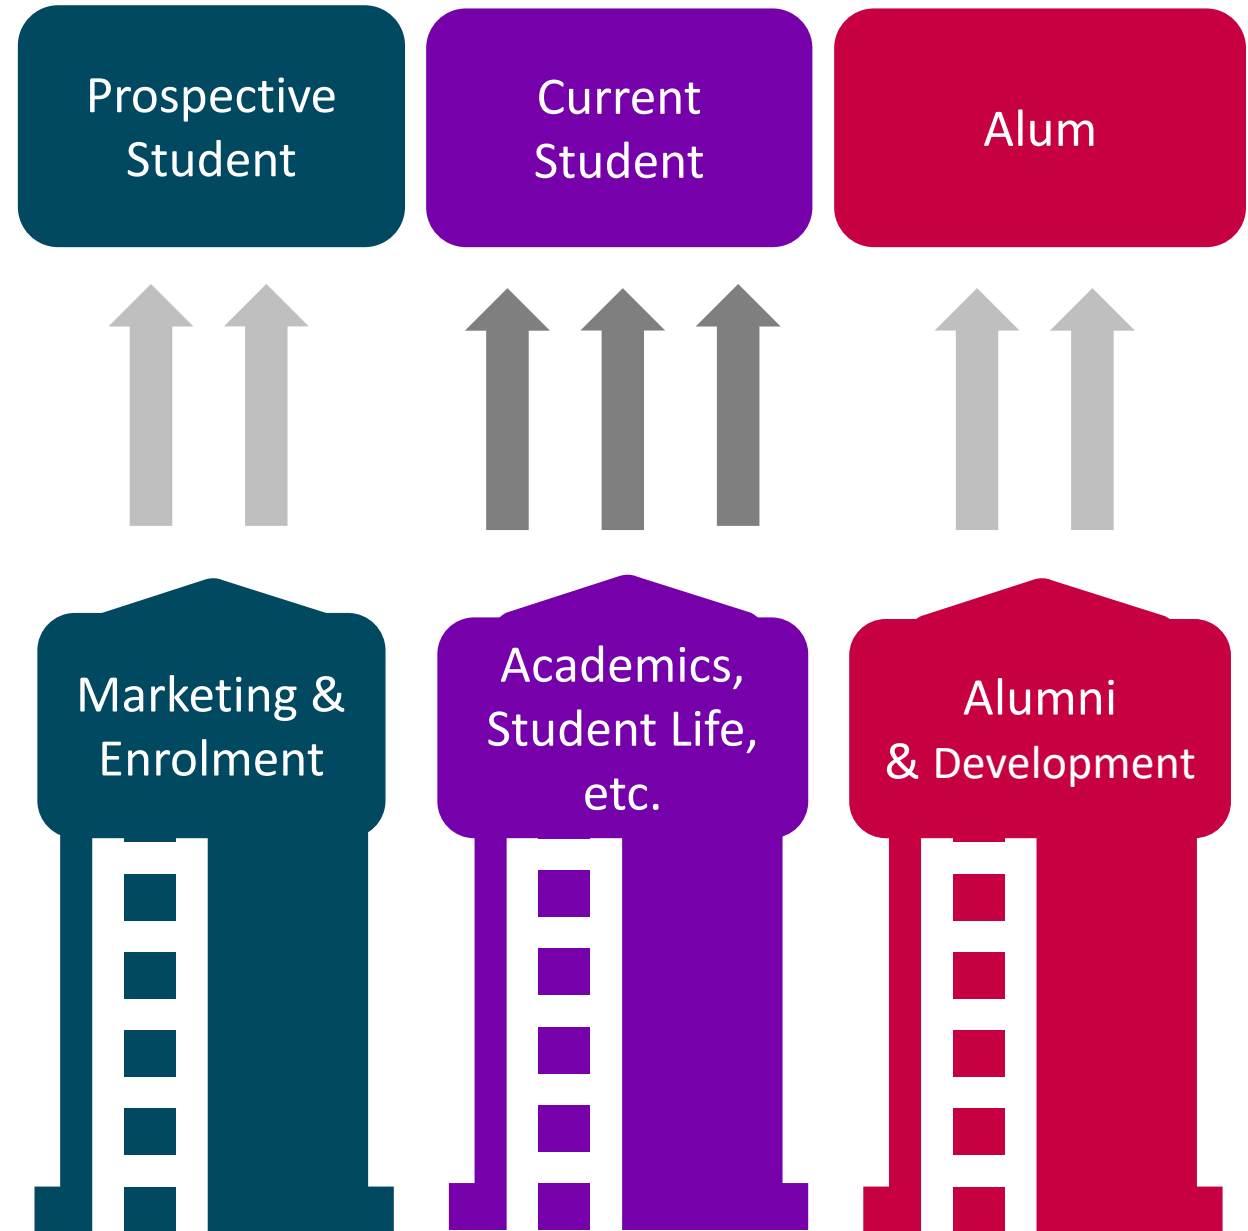 Prospective
Student
Current
Student
Alum
Marketing &
Enrolment
Academics,
Student Life,
etc.
Alumni
& Development